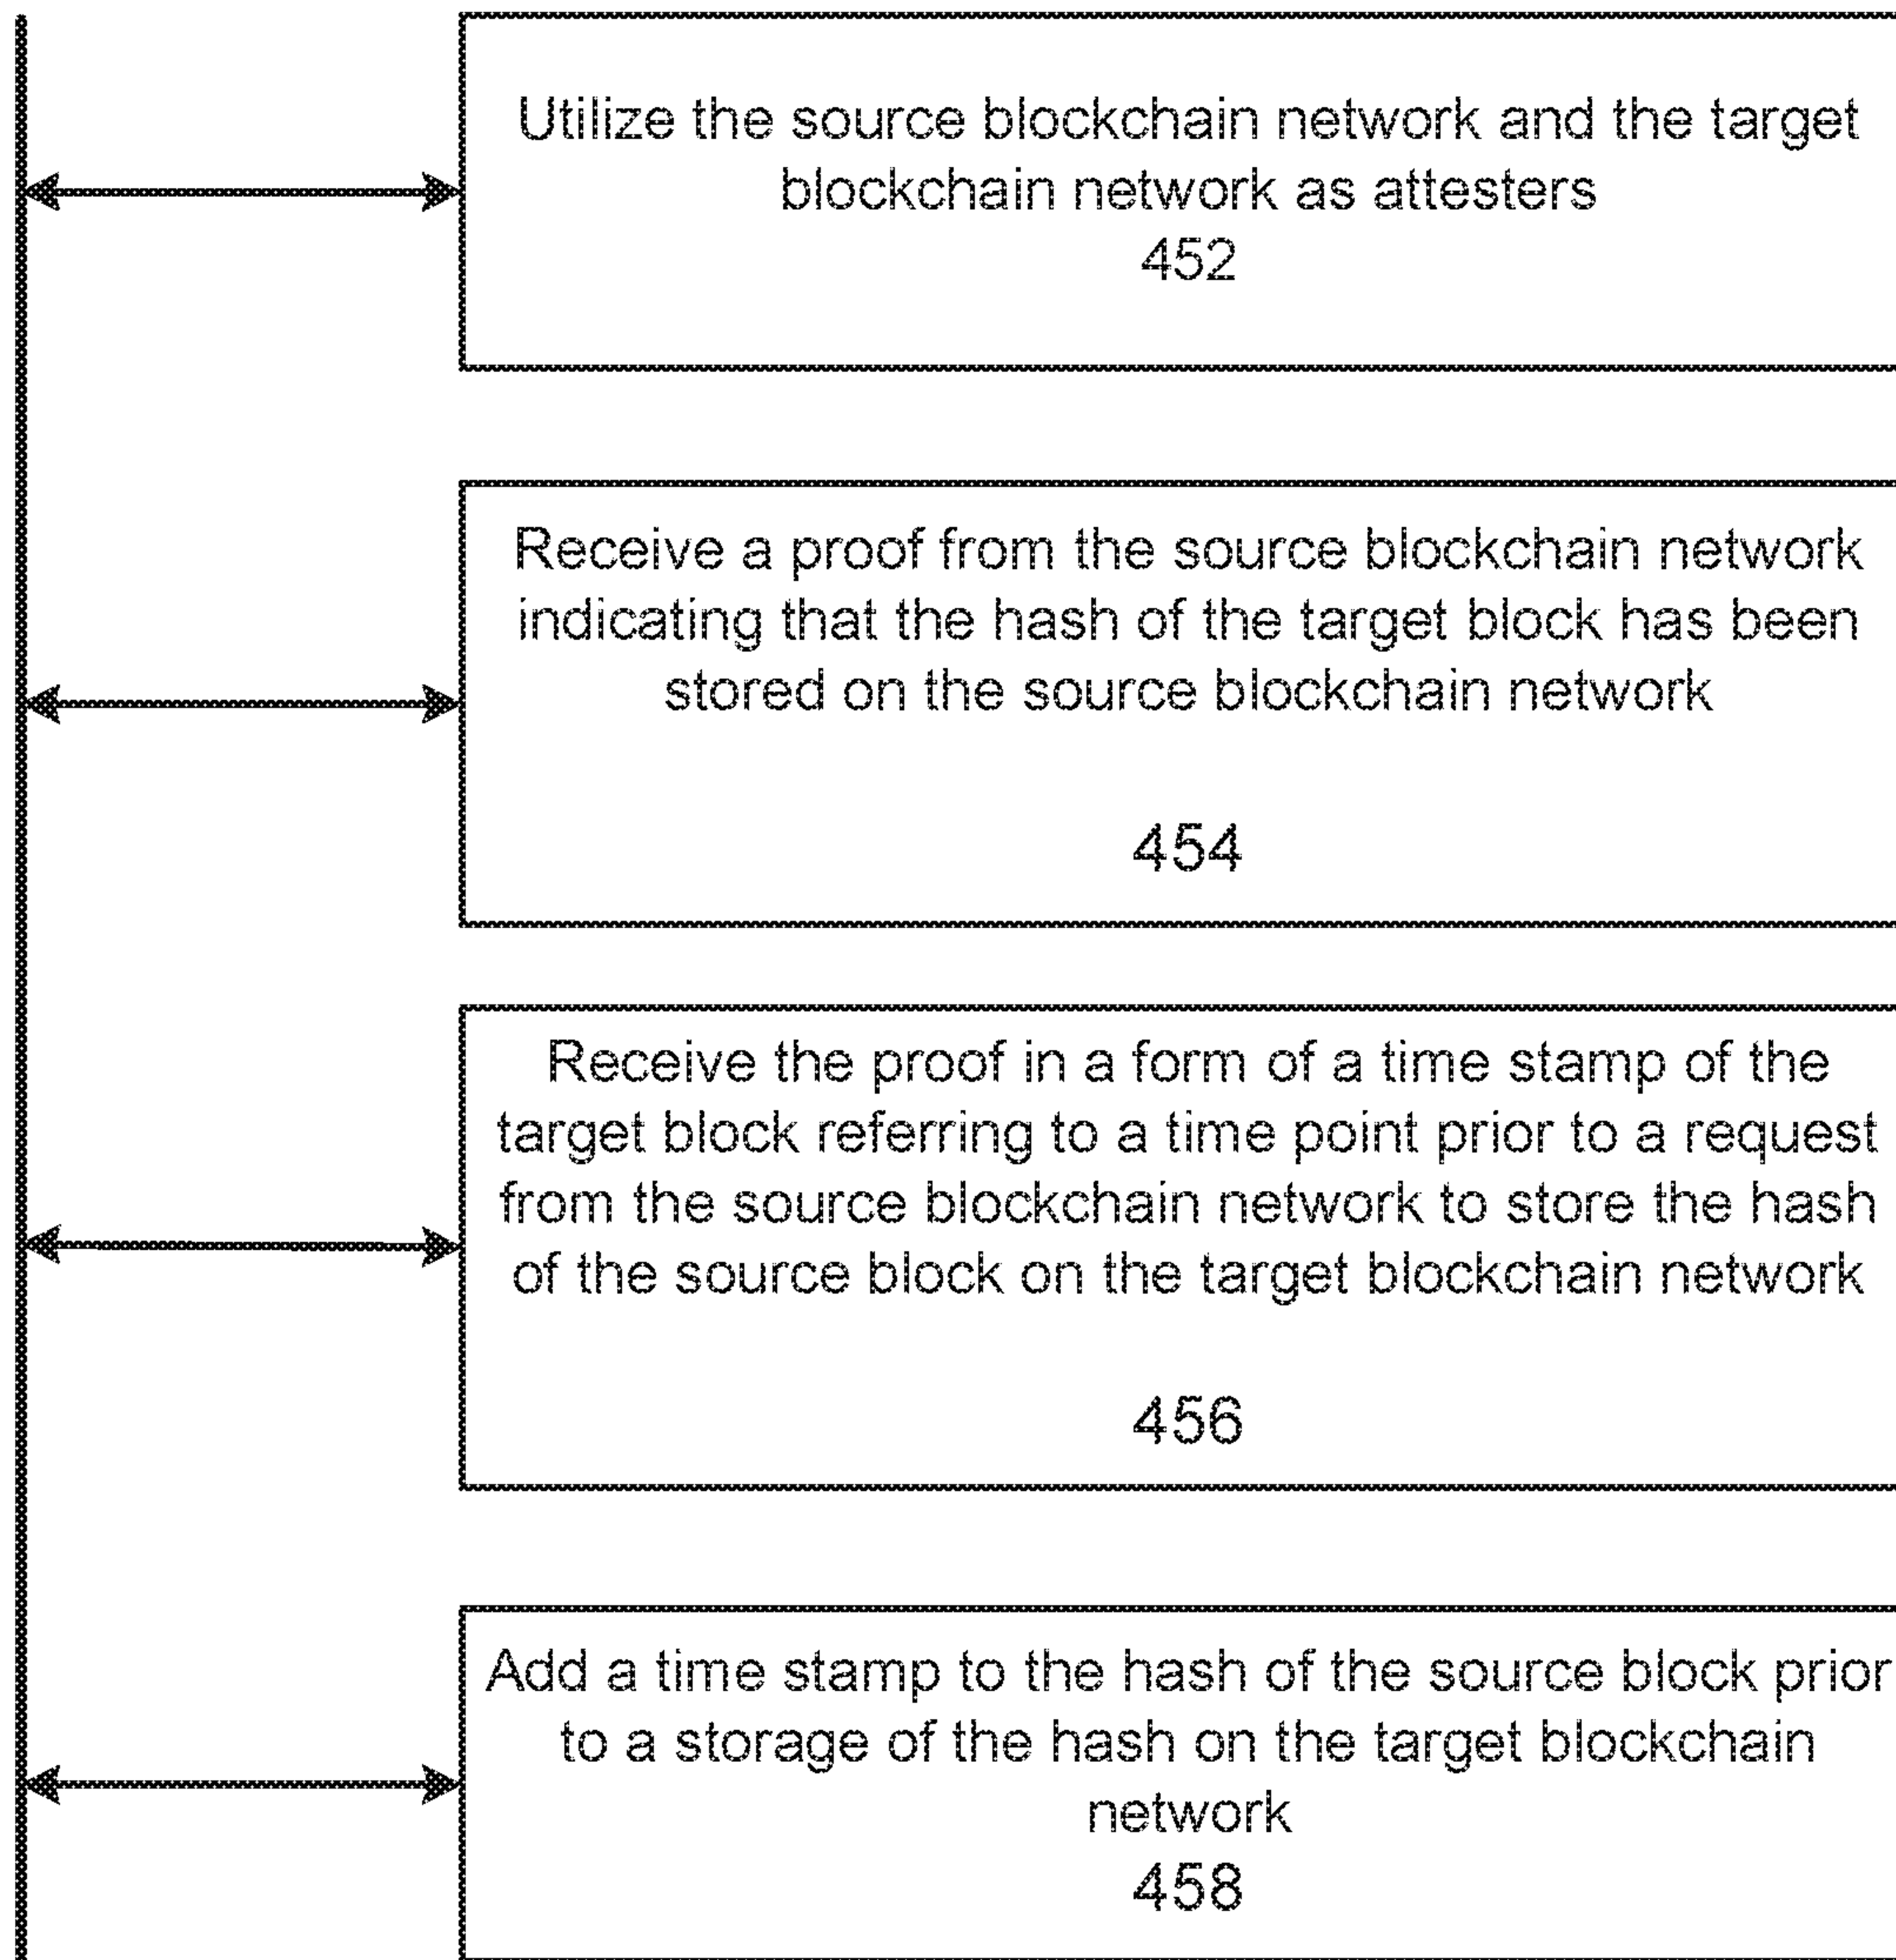 Utilize the source blockchain network and the target
blockchain network as attesters
452
Receive a proof from the source blockchain network
indicating that the hash of the target block has been
stored on the source blockchain network
454
Receive the proof in a form of a time stamp of the
target block referring to a time point prior to a request
from the source blockchain network to store the hash
of the source block on the target blockchain network
456
Add a time stamp to the hash of the source block prior
to a storage of the hash on the target blockchain
network
458